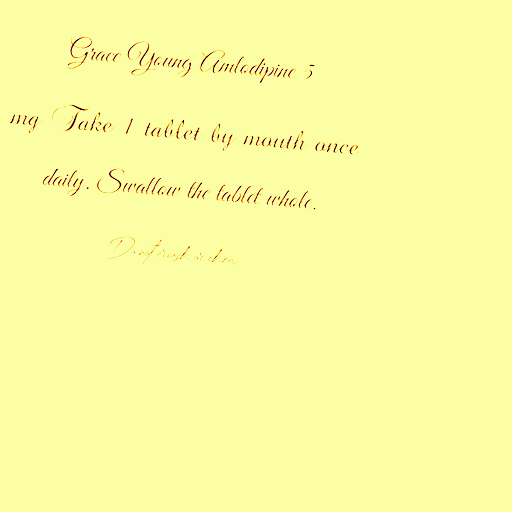 Grace Young Amlodipine 5
mg Take 1 tablet by mouth once
daily. Swallow the tablet whole.
Do not crush or chew.